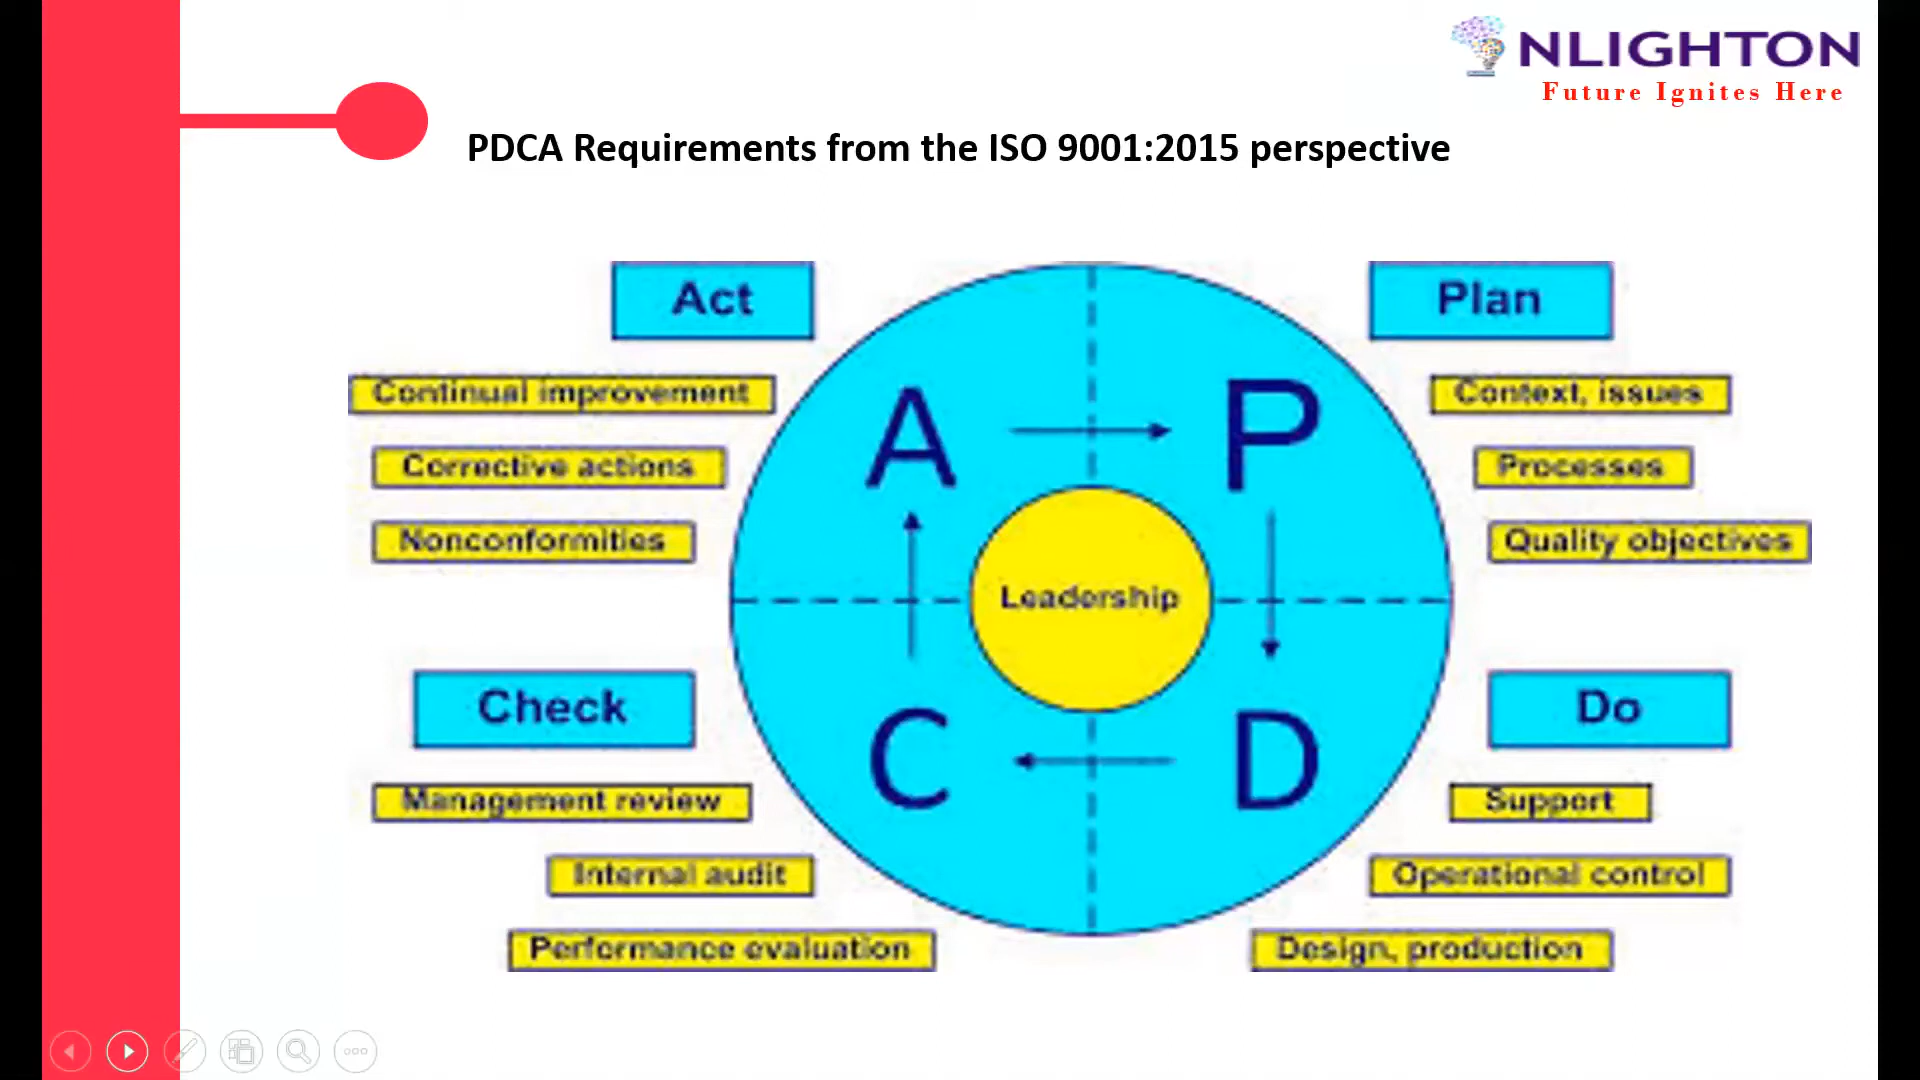 NLIGHTON
Future Ignites Here
PDCA Requirements from the ISO 9001:2015 perspective
Act
Plan
Continual improvement
Context, issues
A
P
Corrective actions
Processes
Nonconformities
Quality objectives
Leadership
Check
Do
C
D
Management review
Support
Internal audit
Operational control
Performance evaluation
Design, production